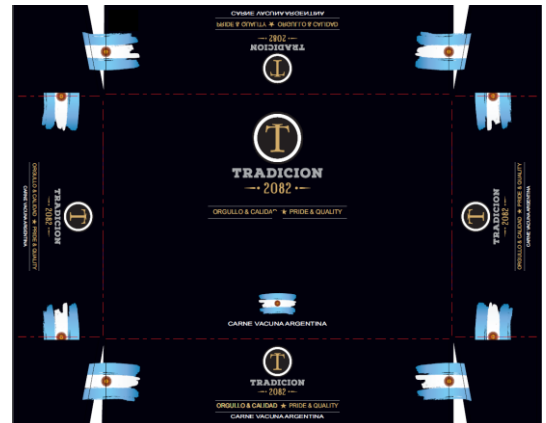 CARNE VACUNA ARGENTINA
PRIDE & QUALITY ★ ORGULLO & CALIDAD
2082
T
T
TRADICION
2082
ORGULLO & CALIDAD ★ PRIDE & QUALITY
CARNE VACUNA ARGENTINA
T
TRADICION
2082
ORGULLO & CALIDAD ★ PRIDE & QUALITY
CARNE VACUNA ARGENTINA
T
TRADICION
2082
ORGULLO & CALIDAD ★ PRIDE & QUALITY
CARNE VACUNA ARGENTINA
T
TRADICION
2082
ORGULLO & CALIDAD ★ PRIDE & QUALITY
CARNE VACUNA ARGENTINA